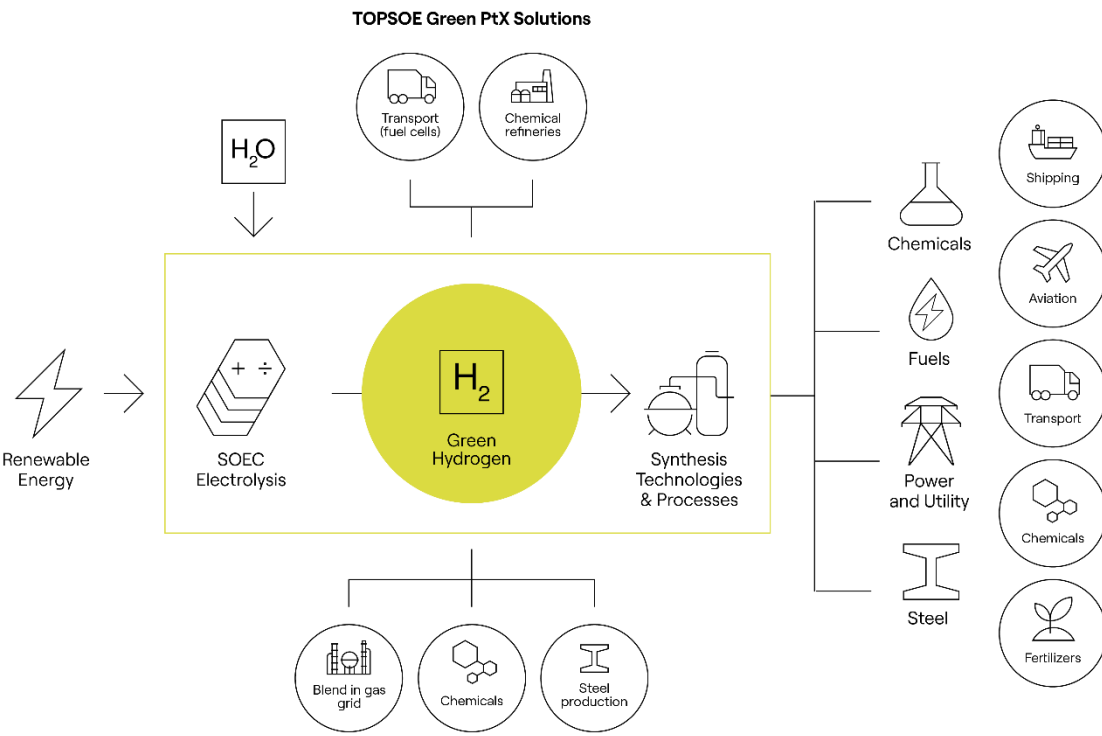 TOPSOE Green PtX Solutions
Transport
(fuel cells)
Chemical
refineries
H₂O
Renewable
Energy
+ ÷
SOEC
Electrolysis
H₂
Green
Hydrogen
Synthesis
Technologies
& Processes
Blend in gas
grid
Chemicals
Steel
production
Chemicals
Fuels
Power
and Utility
Steel
Shipping
Aviation
Transport
Chemicals
Fertilizers